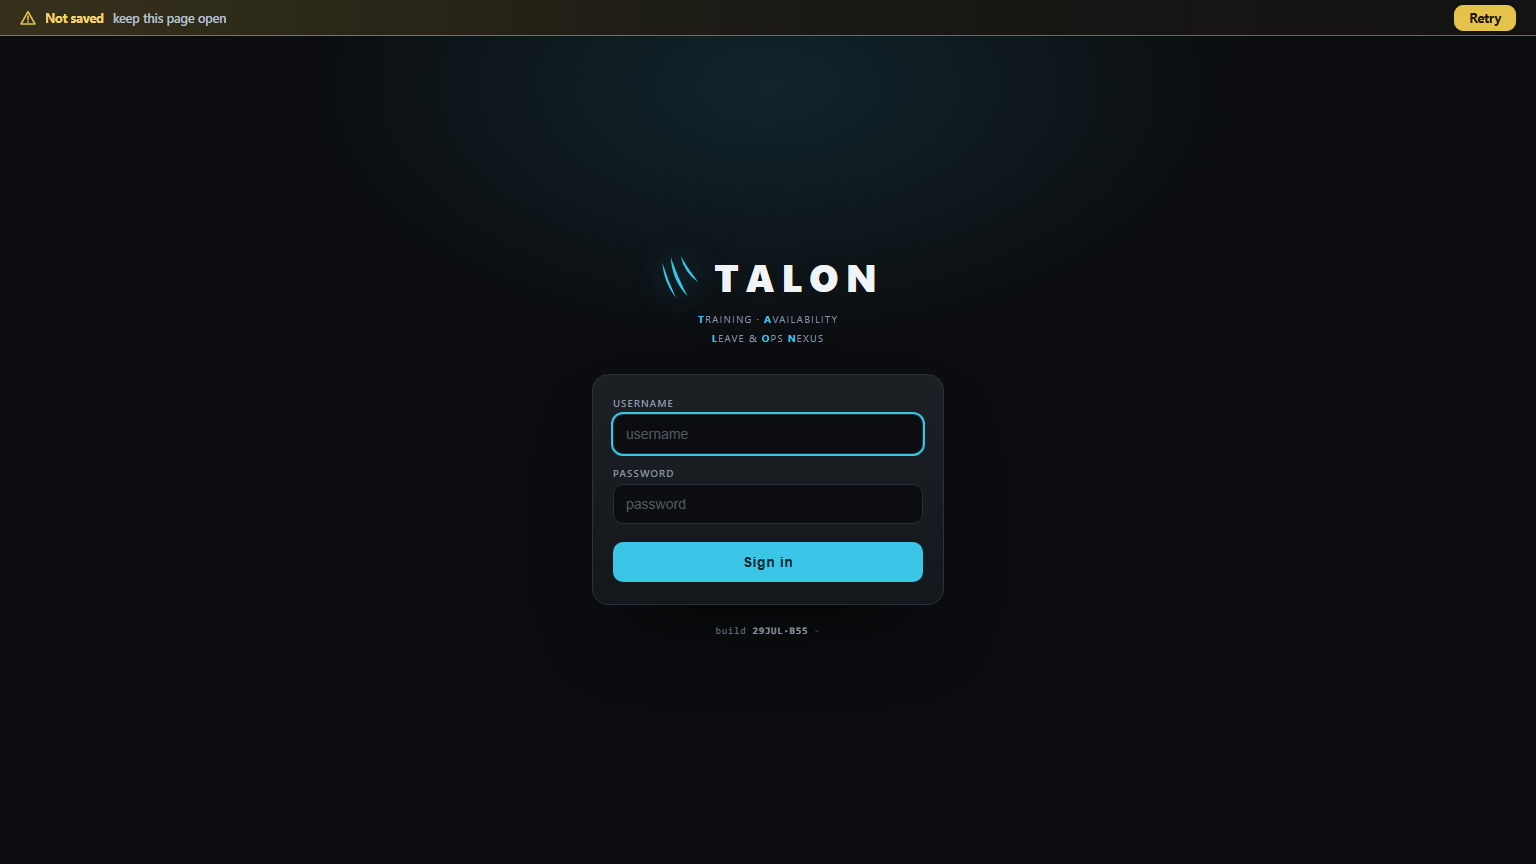 Not saved keep this page open
Retry
TALON
TRAINING · AVAILABILITY
LEAVE & OPS NEXUS
USERNAME
username
PASSWORD
password
Sign in
build 29JUL·B55 ·